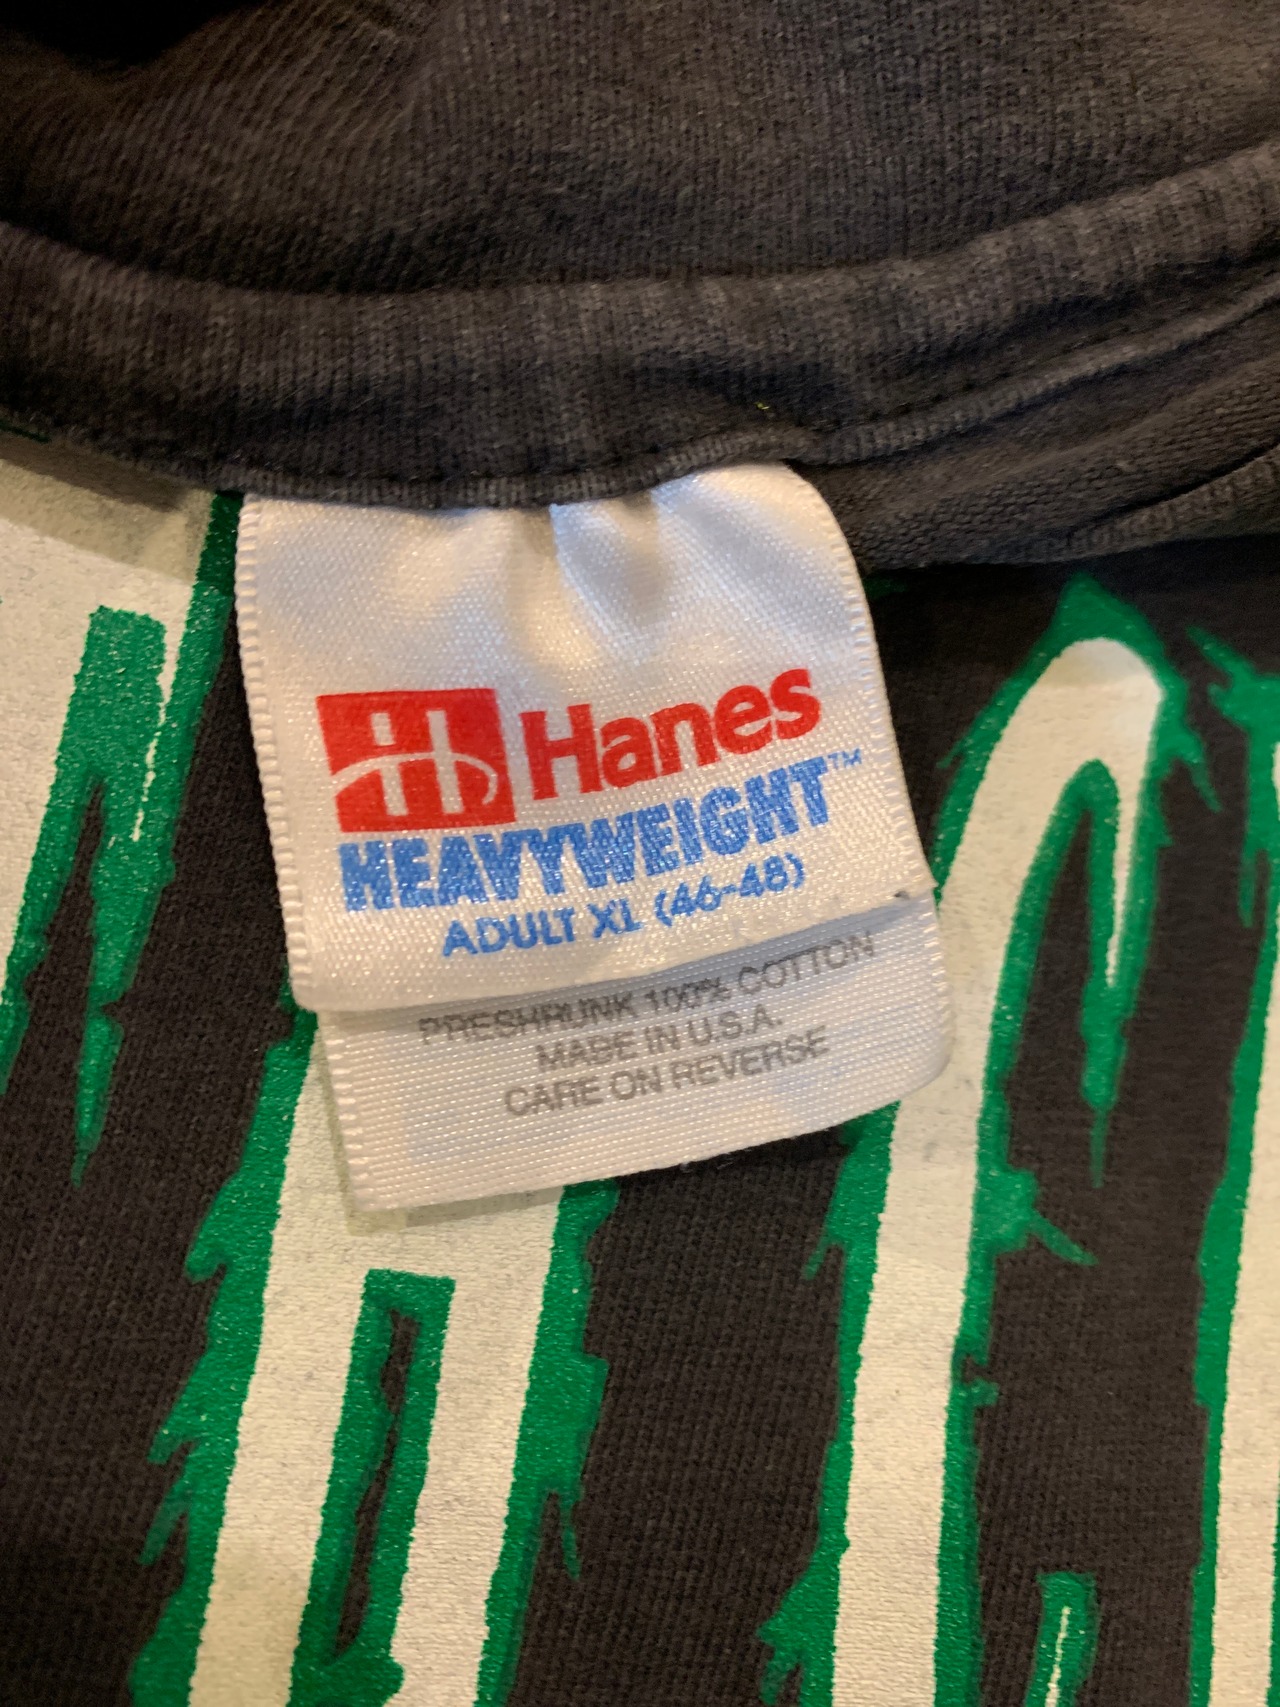 Hanes
HEAVYWEIGHT™
ADULT XL (46-48)
PRESHRUNK 100% COTTON
MADE IN U.S.A.
CARE ON REVERSE